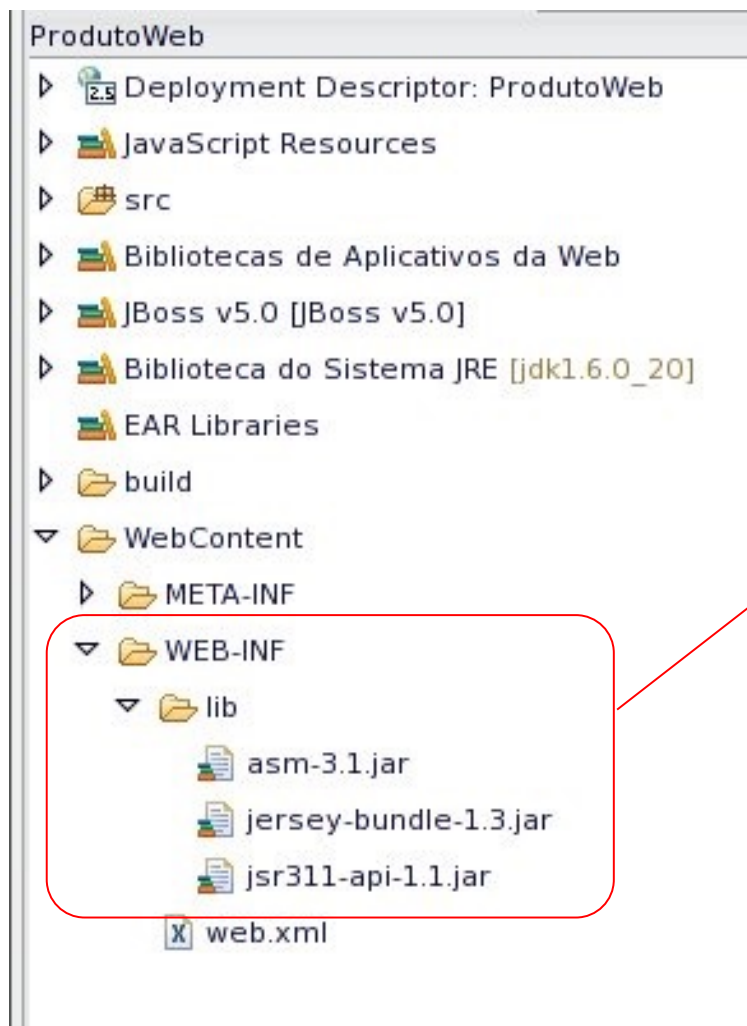 ProdutoWeb
2.5 Deployment Descriptor: ProdutoWeb
JavaScript Resources
src
Bibliotecas de Aplicativos da Web
JBoss v5.0 [JBoss v5.0]
Biblioteca do Sistema JRE [jdk1.6.0_20]
EAR Libraries
build
WebContent
META-INF
WEB-INF
lib
asm-3.1.jar
jersey-bundle-1.3.jar
jsr311-api-1.1.jar
X web.xml